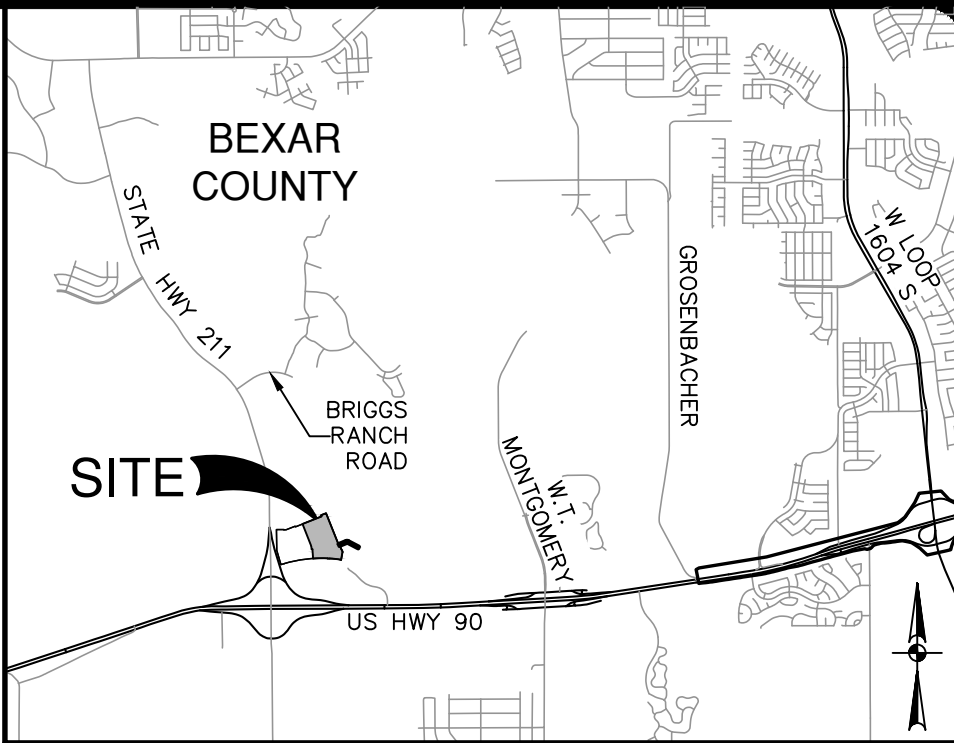 BEXAR
COUNTY
STATE HWY 211
W LOOP
1604 S
GROSENBACHER
BRIGGS
RANCH
ROAD
SITE
W.T.
MONTGOMERY
US HWY 90